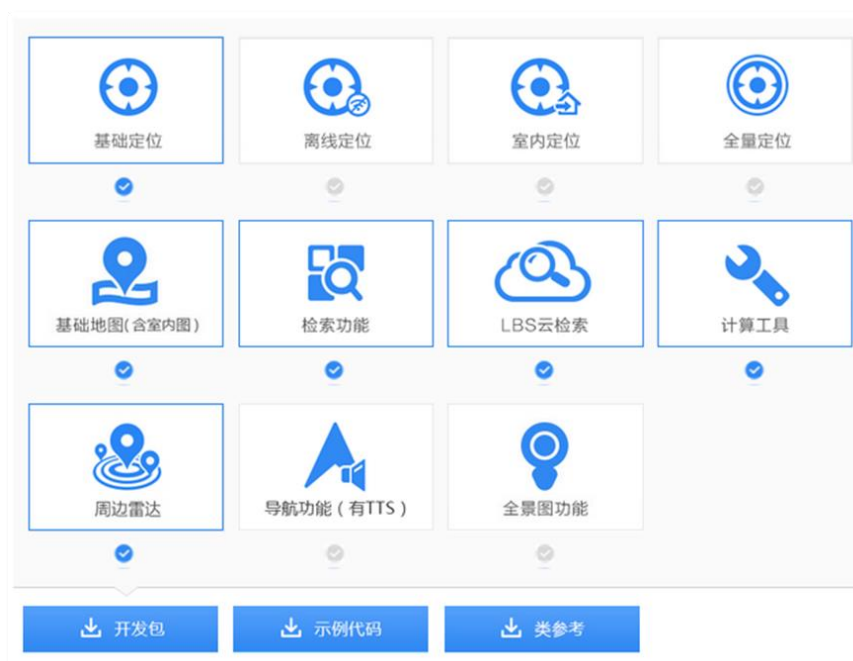 基础定位
离线定位
室内定位
全量定位
基础地图(含室内图)
检索功能
LBS云检索
计算工具
周边雷达
导航功能(有TTS)
全景图功能
开发包
示例代码
类参考